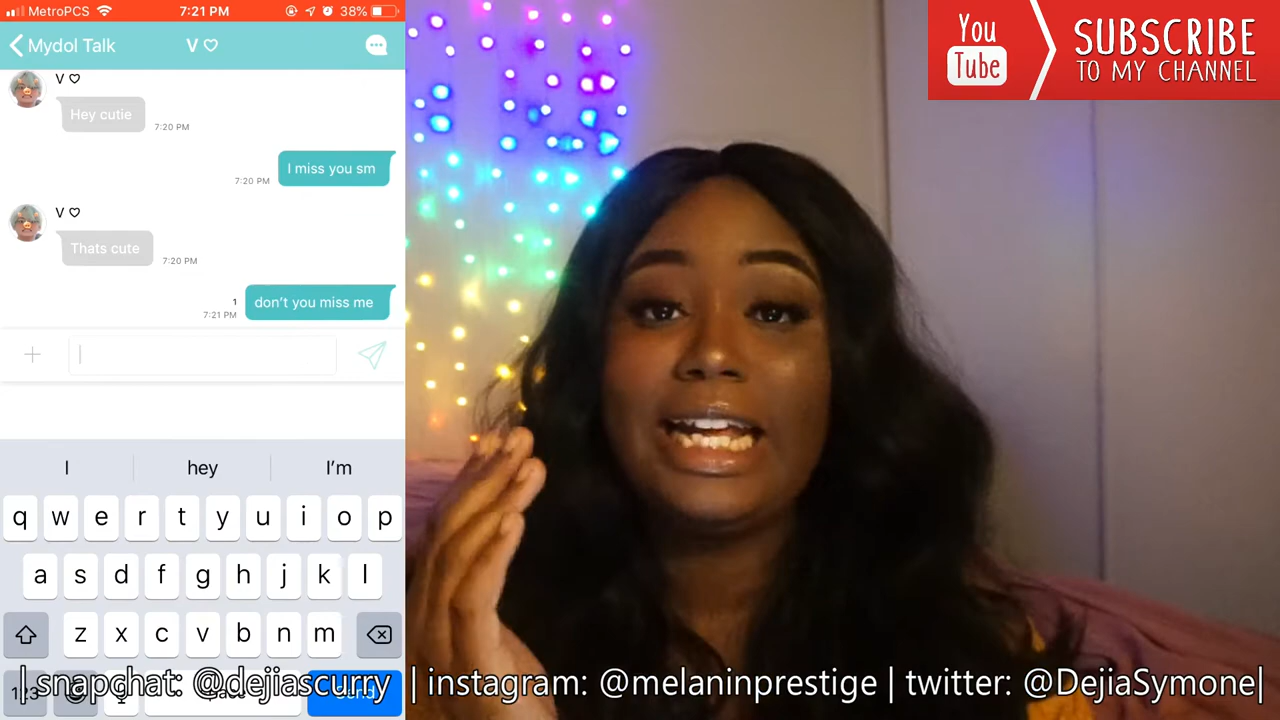 MetroPCS 7:21 PM 38%
Mydol Talk V ♡
V ♡
Hey cutie
7:20 PM
I miss you sm
7:20 PM
V ♡
Thats cute
7:20 PM
1
don't you miss me
7:21 PM
I hey I'm
q w e r t y u i o p
a s d f g h j k l
z x c v b n m
123
You
Tube
SUBSCRIBE
TO MY CHANNEL
| snapchat: @dejiascurry | instagram: @melaninprestige | twitter: @DejiaSymone|